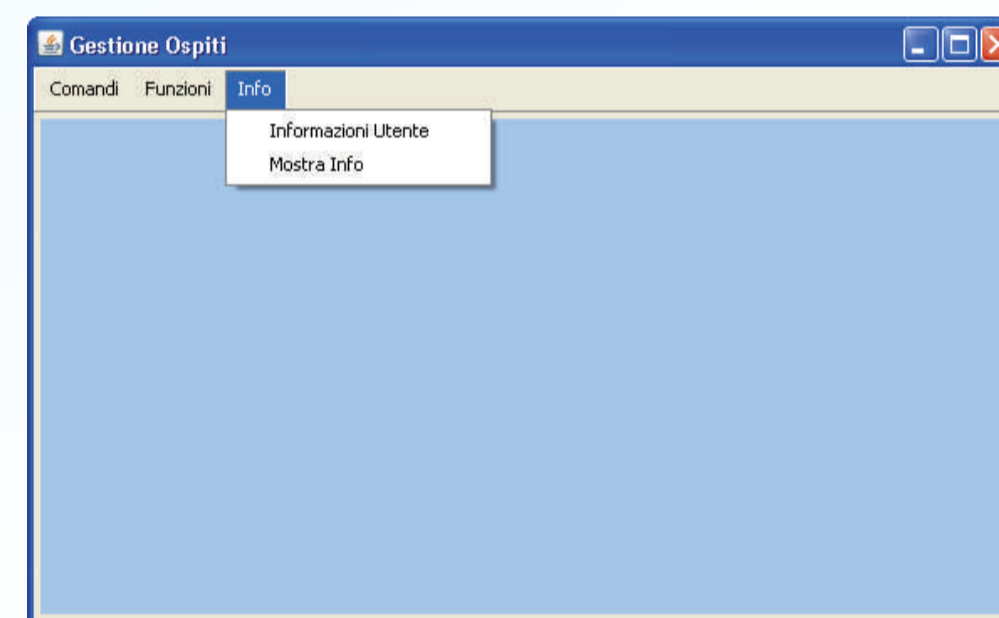 Gestione Ospiti
Comandi Funzioni Info
Informazioni Utente
Mostra Info